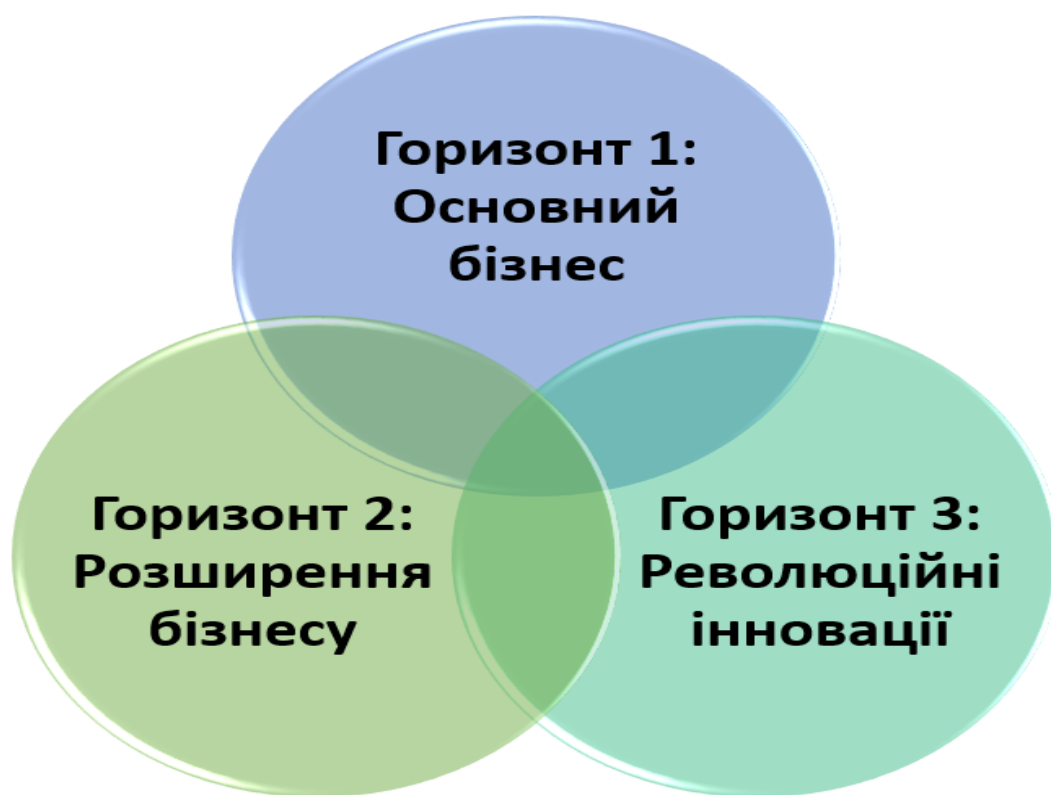 Горизонт 1:
Основний
бізнес
Горизонт 2:
Розширення
бізнесу
Горизонт 3:
Революційні
інновації